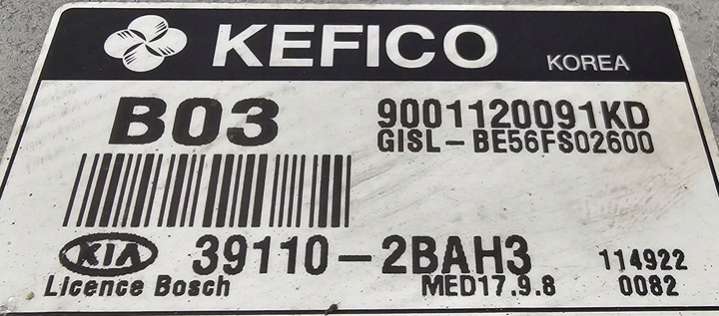 KEFICO KOREA
B03 9001120091KD
GISL-BE56FS02600
KIA 39110-2BAH3 114922
Licence Bosch MED17.9.8 0082